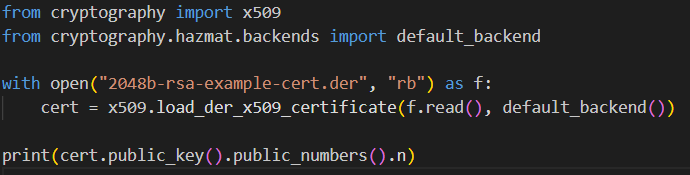 from cryptography import x509
from cryptography.hazmat.backends import default_backend

with open("2048b-rsa-example-cert.der", "rb") as f:
    cert = x509.load_der_x509_certificate(f.read(), default_backend())

print(cert.public_key().public_numbers().n)